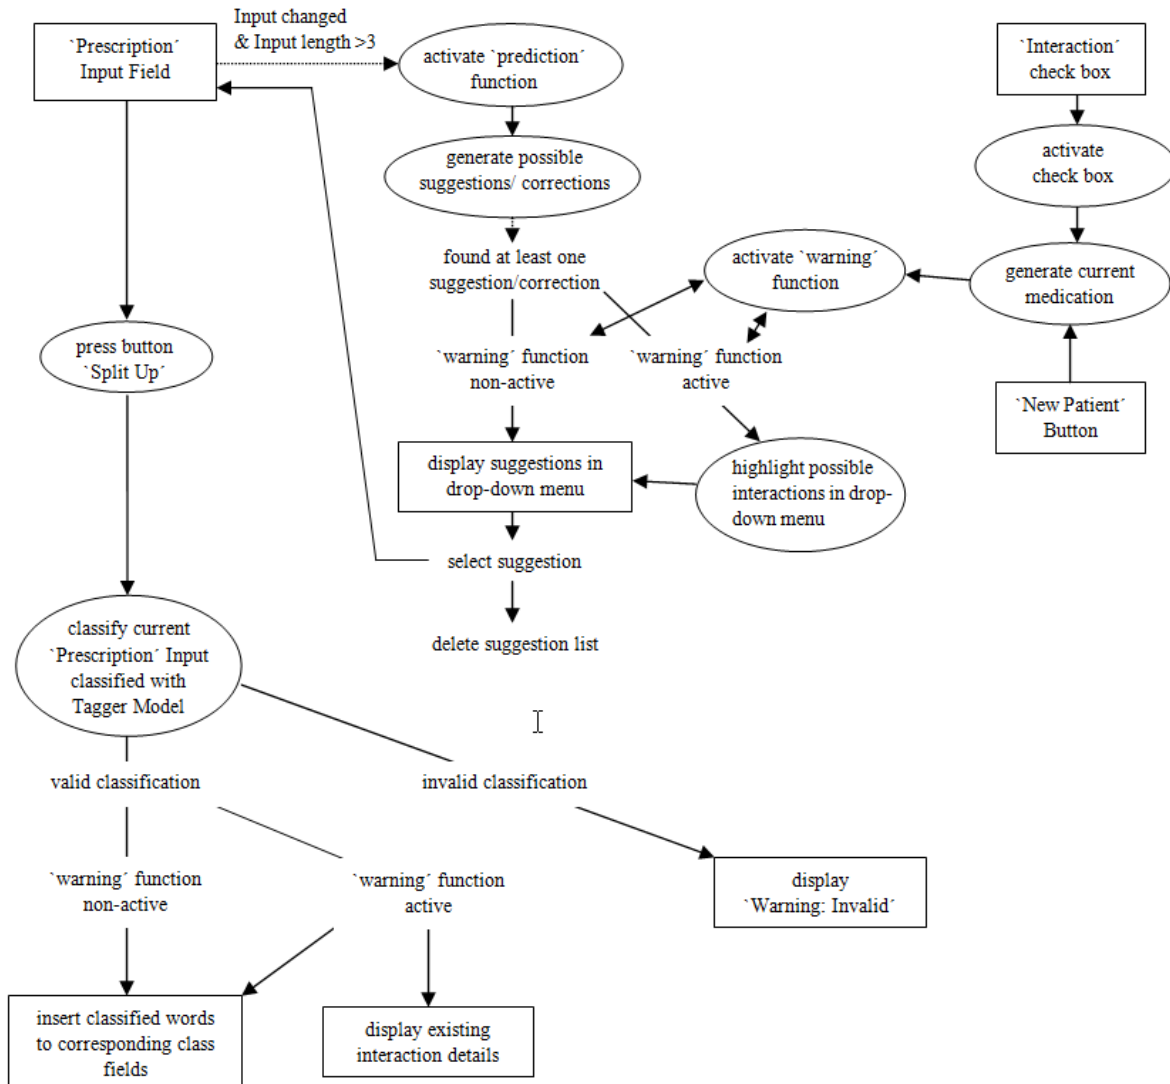 Input changed
& Input length >3
`Prescription´
Input Field
activate `prediction´
function
`Interaction´
check box
generate possible
suggestions/ corrections
activate
check box
found at least one
suggestion/correction
activate `warning´
function
generate current
medication
press button
`Split Up´
`warning´ function
non-active
`warning´ function
active
`New Patient´
Button
display suggestions in
drop-down menu
highlight possible
interactions in drop-
down menu
select suggestion
delete suggestion list
classify current
`Prescription´ Input
classified with
Tagger Model
valid classification
invalid classification
`warning´ function
non-active
`warning´ function
active
display
`Warning: Invalid´
insert classified words
to corresponding class
fields
display existing
interaction details